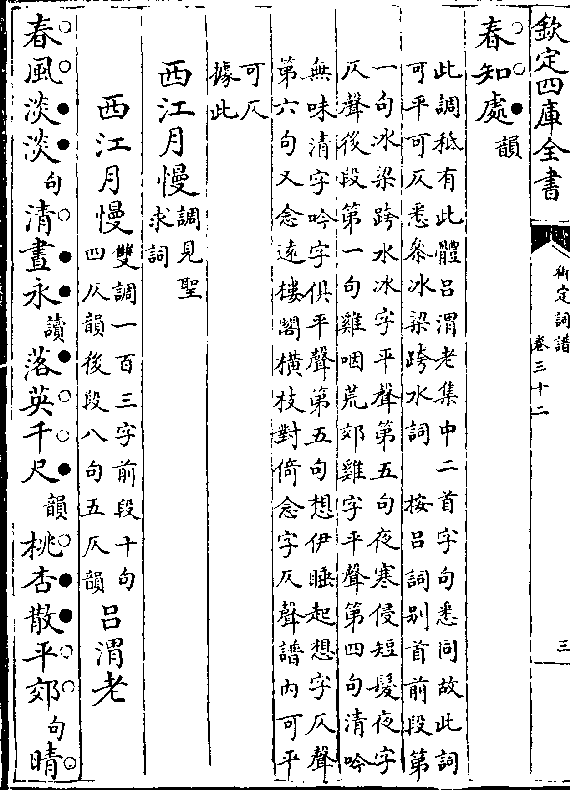 欽定四庫全書
御定詞譜
卷三十二
三
春知處韻
此調秪有此體呂渭老集中二首字句悉同故此詞
可平可仄悉叅氷梁跨水詞 按呂詞别首前段第
一句氷梁跨水氷字平聲第五句夜寒侵短髮夜字
仄聲後段第一句雞咽荒郊雞字平聲第四句清吟
無味清字吟字俱平聲第五句想伊睡起想字仄聲
第六句又念遠樓閣横枝對倚念字仄聲譜内可平
可仄
據此
西江月慢調見聖
求詞
西江月慢雙調一百三字前段十句
四仄韻後段八句五仄韻 呂渭老
春風淡淡句清晝永讀落英千尺韻桃杏散平郊句晴